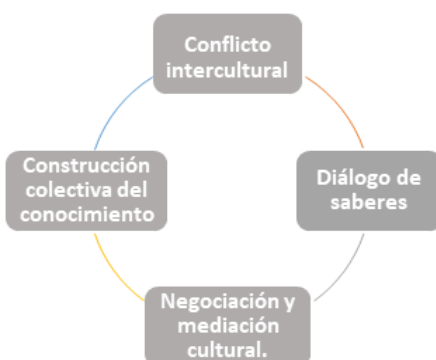 Conflicto
intercultural
Diálogo de
saberes
Negociación y
mediación
cultural.
Construcción
colectiva del
conocimiento